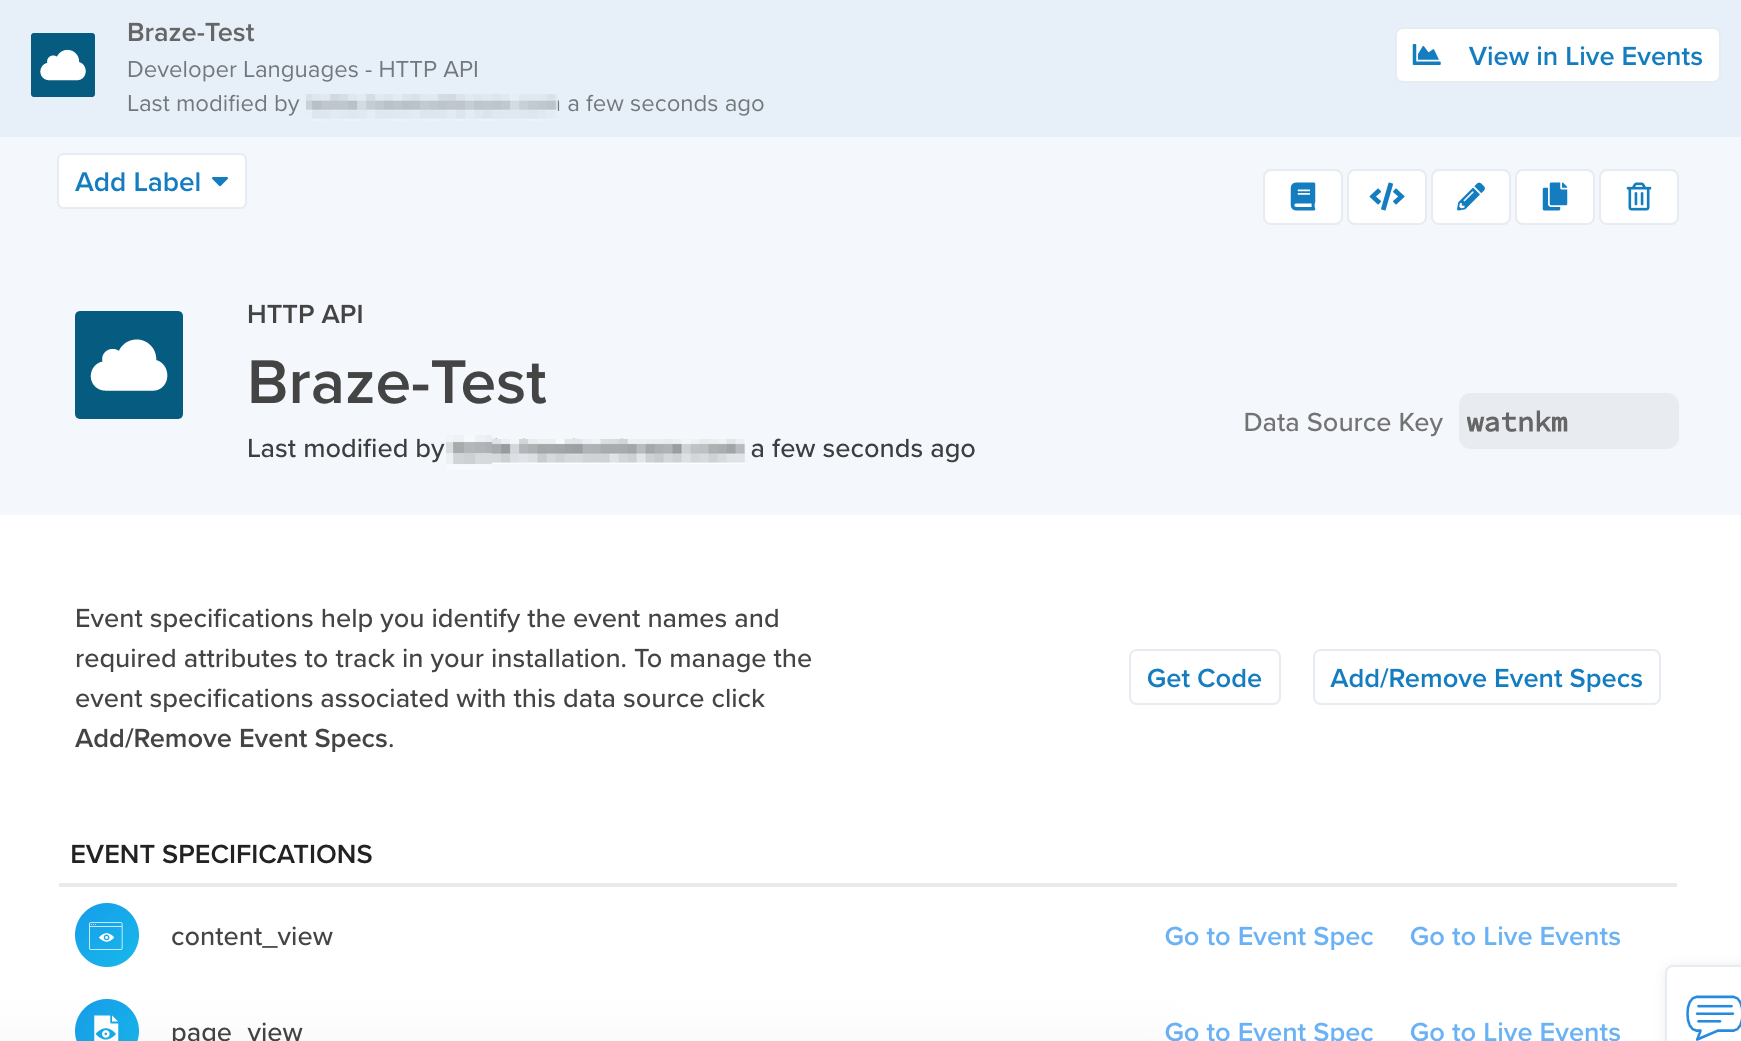 Braze-Test
Developer Languages - HTTP API
Last modified by a few seconds ago
View in Live Events
Add Label
HTTP API
Braze-Test
Last modified by a few seconds ago
Data Source Key watnkm
Event specifications help you identify the event names and
required attributes to track in your installation. To manage the
event specifications associated with this data source click
Add/Remove Event Specs.
Get Code
Add/Remove Event Specs
EVENT SPECIFICATIONS
content_view Go to Event Spec Go to Live Events
page_view Go to Event Spec Go to Live Events